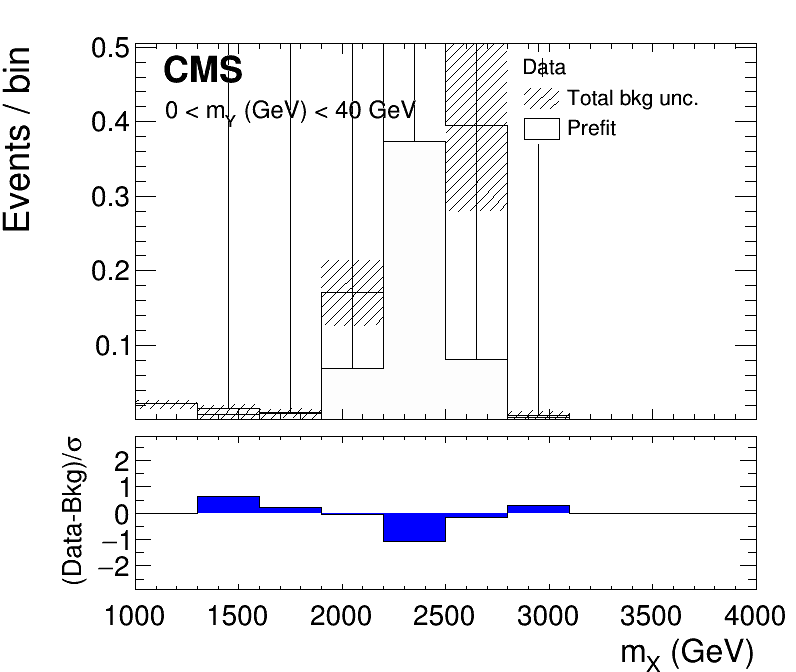 Events / bin
CMS
0 < mY (GeV) < 40 GeV
Data
Total bkg unc.
Prefit
0.5
0.4
0.3
0.2
0.1
(Data-Bkg)/σ
2
1
0
−1
−2
1000 1500 2000 2500 3000 3500 4000
mX (GeV)